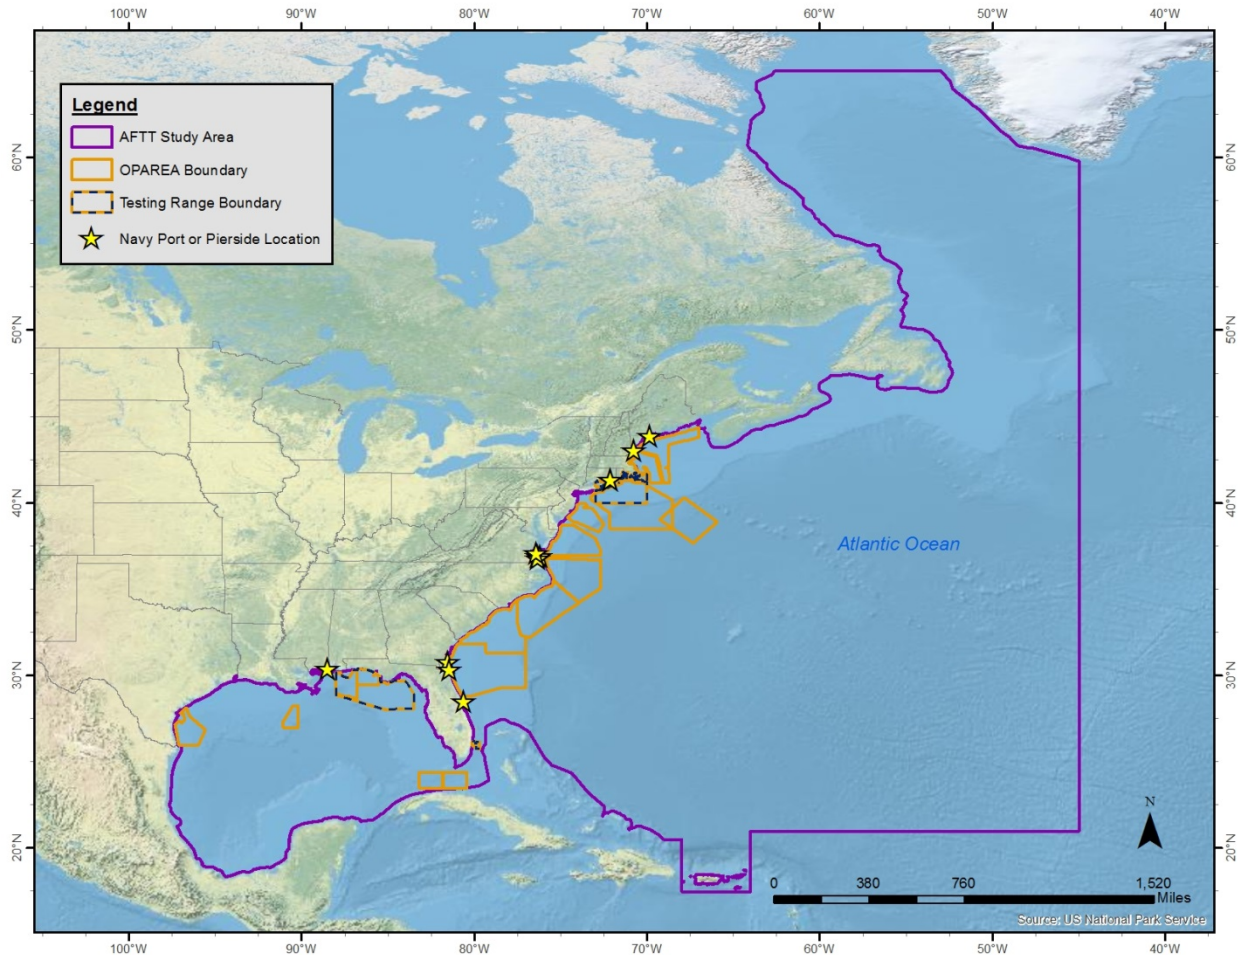 100°W 90°W 80°W 70°W 60°W 50°W 40°W
Legend
AFTT Study Area
OPAREA Boundary
Testing Range Boundary
Navy Port or Pierside Location
60°N 60°N
50°N 50°N
40°N 40°N
Atlantic Ocean
30°N 30°N
N
20°N 20°N
0 380 760 1,520
Miles
Source: US National Park Service
100°W 90°W 80°W 70°W 60°W 50°W 40°W